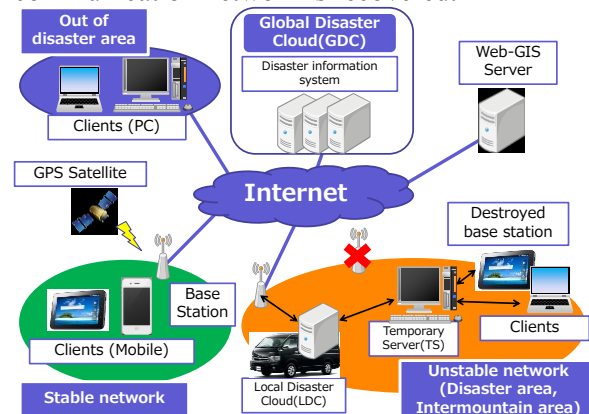 Out of
disaster area
Clients (PC)
Global Disaster
Cloud(GDC)
Disaster information
system
Web-GIS
Server
GPS Satellite
Internet
Destroyed
base station
Base
Station
Clients (Mobile)
Stable network
Temporary
Server(TS)
Clients
Local Disaster
Cloud(LDC)
Unstable network
(Disaster area,
Intermountain area)